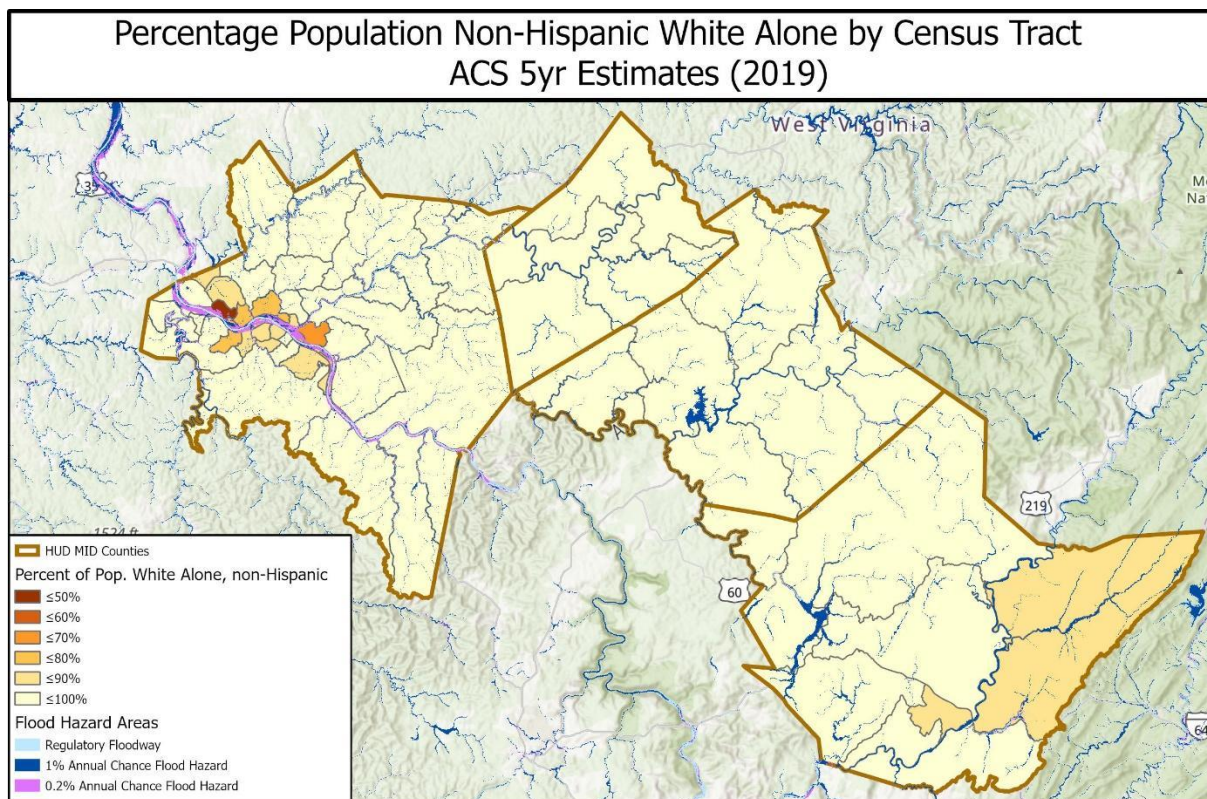 Percentage Population Non-Hispanic White Alone by Census Tract
ACS 5yr Estimates (2019)
West Virginia
35
219
60
64
1524 ft
HUD MID Counties
Percent of Pop. White Alone, non-Hispanic
≤50%
≤60%
≤70%
≤80%
≤90%
≤100%
Flood Hazard Areas
Regulatory Floodway
1% Annual Chance Flood Hazard
0.2% Annual Chance Flood Hazard